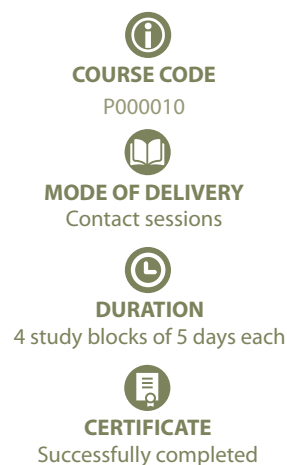 COURSE CODE
P000010
MODE OF DELIVERY
Contact sessions
DURATION
4 study blocks of 5 days each
CERTIFICATE
Successfully completed